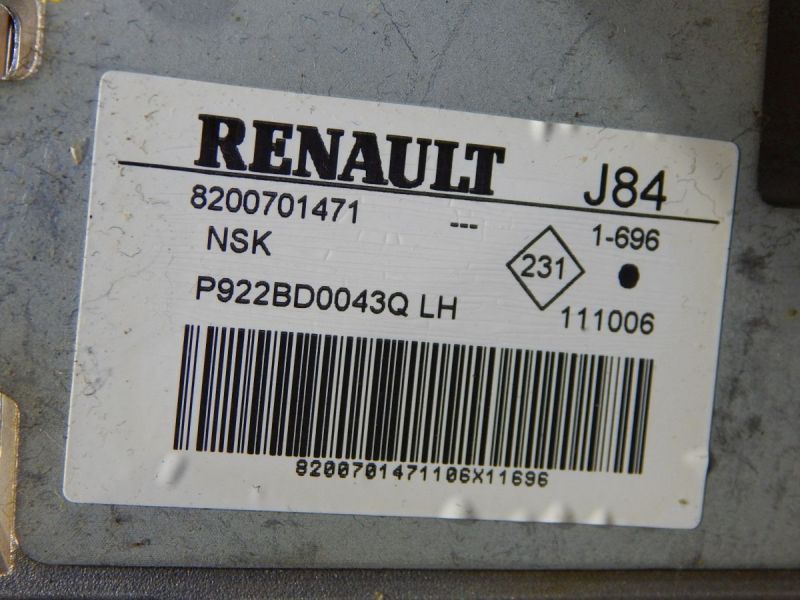 RENAULT J84
8200701471 --- 1-696
NSK 231
P922BD0043Q LH 111006
8200701471106X11696